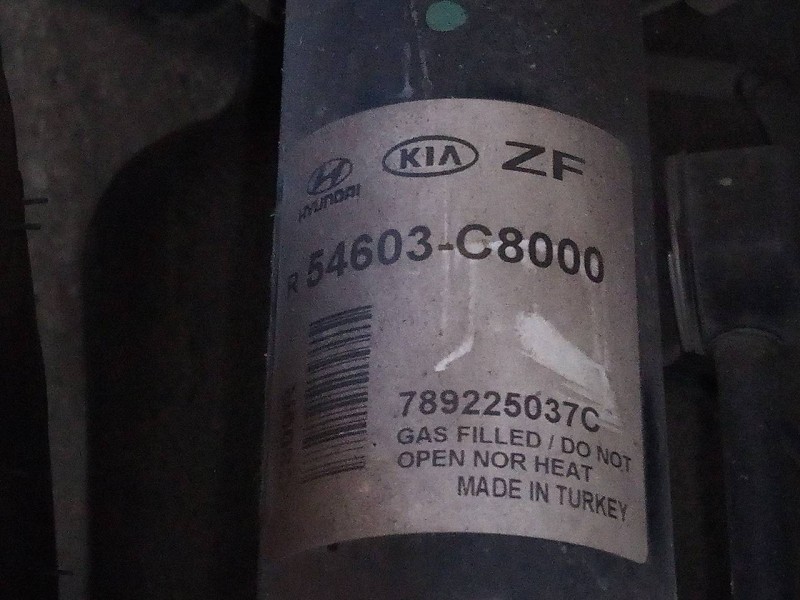 HYUNDAI KIA ZF
R 54603-C8000
789225037C
GAS FILLED / DO NOT
OPEN NOR HEAT
MADE IN TURKEY